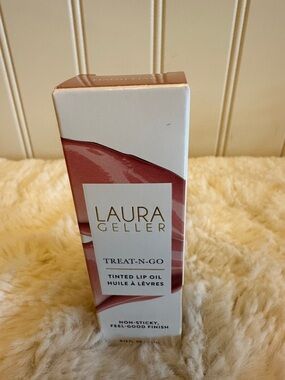 LAURA
GELLER
TREAT-N-GO
TINTED LIP OIL
HUILE À LÈVRES
NON-STICKY,
FEEL-GOOD FINISH